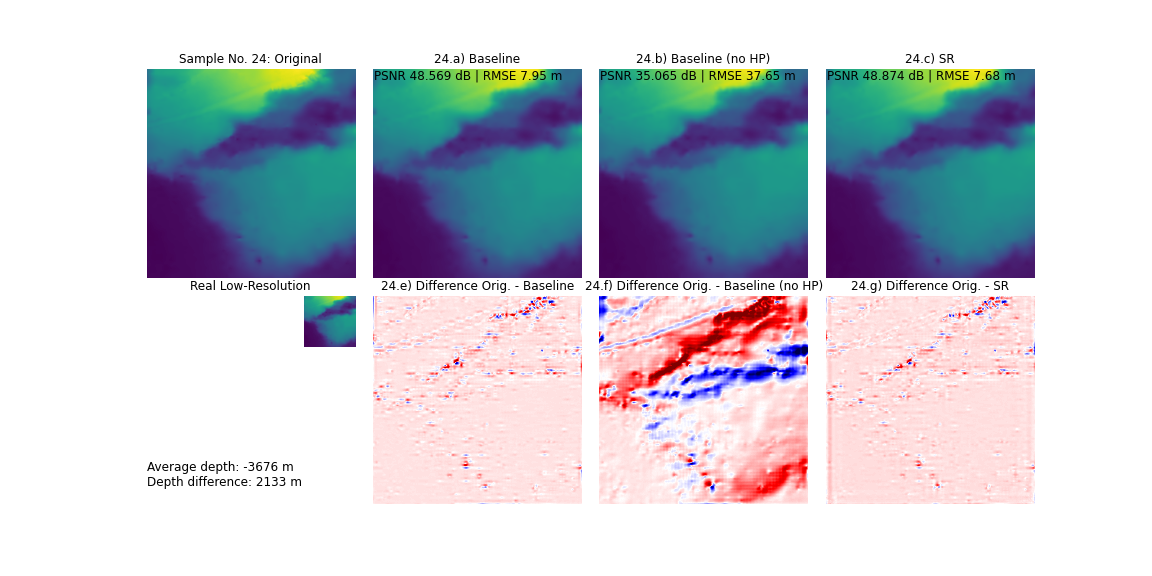 Sample No. 24: Original
24.a) Baseline
24.b) Baseline (no HP)
24.c) SR
PSNR 48.569 dB | RMSE 7.95 m
PSNR 35.065 dB | RMSE 37.65 m
PSNR 48.874 dB | RMSE 7.68 m
Real Low-Resolution
24.e) Difference Orig. - Baseline
24.f) Difference Orig. - Baseline (no HP)
24.g) Difference Orig. - SR
Average depth: -3676 m
Depth difference: 2133 m